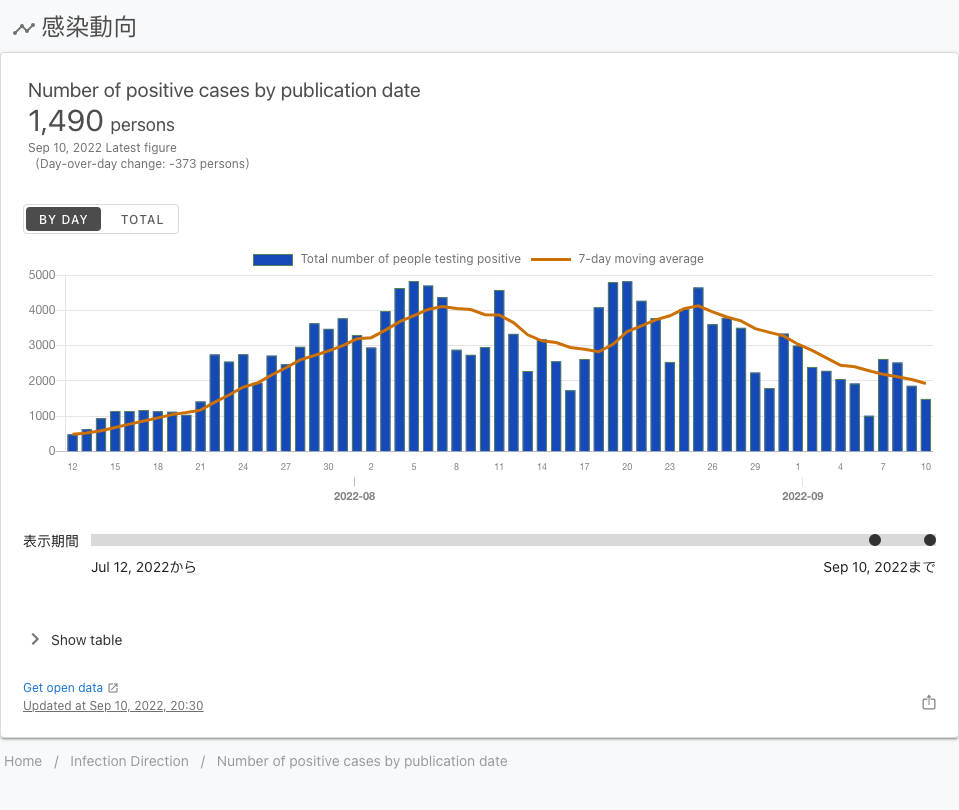 感染動向
Number of positive cases by publication date
1,490 persons
Sep 10, 2022 Latest figure
（Day-over-day change: -373 persons）
BY DAY TOTAL
Total number of people testing positive 7-day moving average
5000
4000
3000
2000
1000
0
12 15 18 21 24 27 30 2 5 8 11 14 17 20 23 26 29 1 4 7 10
2022-08 2022-09
表示期間
Jul 12, 2022から Sep 10, 2022まで
Show table
Get open data
Updated at Sep 10, 2022, 20:30
Home / Infection Direction / Number of positive cases by publication date